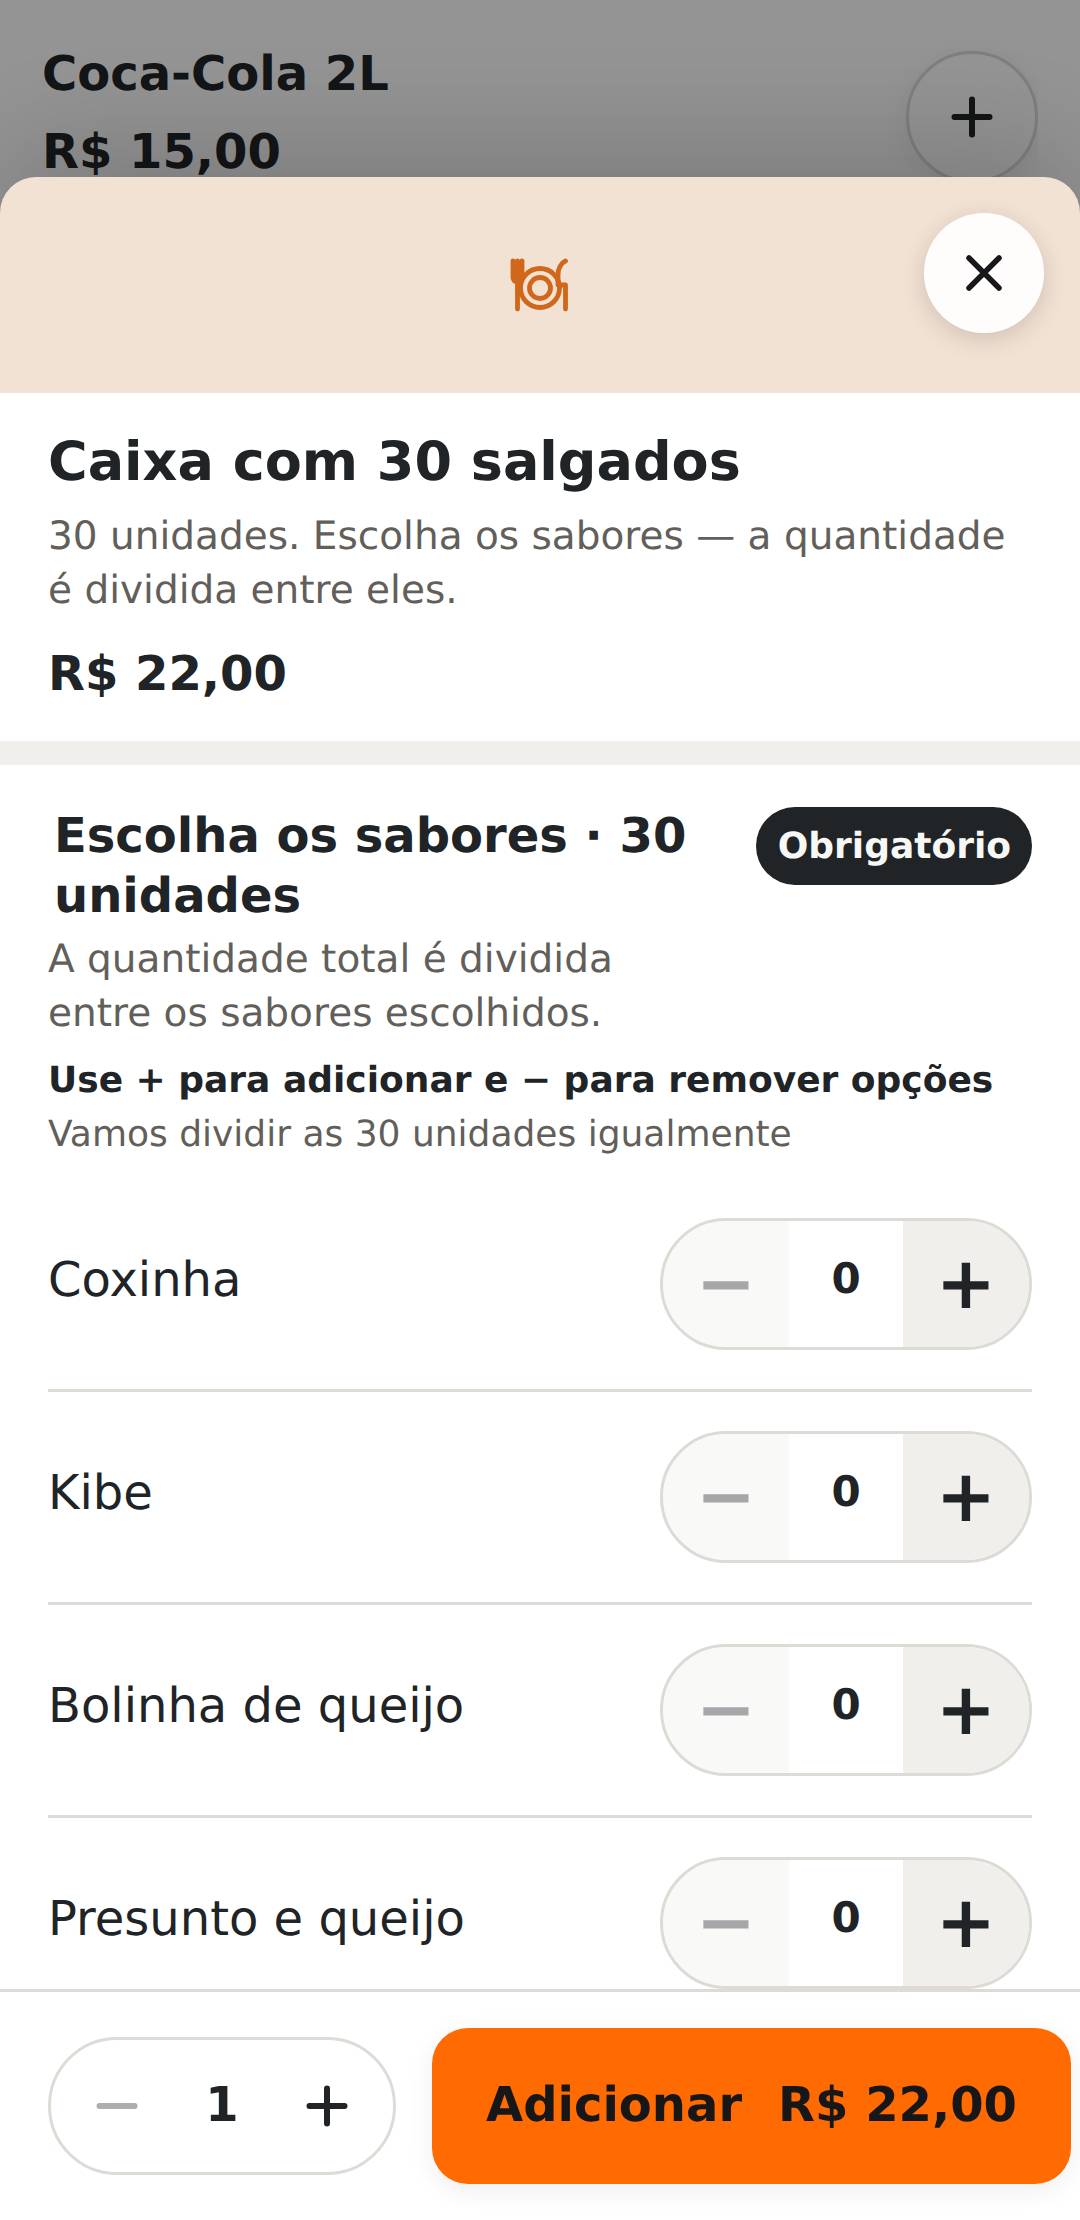 Coca-Cola 2L
R$ 15,00
Caixa com 30 salgados
30 unidades. Escolha os sabores — a quantidade
é dividida entre eles.
R$ 22,00
Escolha os sabores · 30
unidades
Obrigatório
A quantidade total é dividida
entre os sabores escolhidos.
Use + para adicionar e − para remover opções
Vamos dividir as 30 unidades igualmente
Coxinha
− 0 +
Kibe
− 0 +
Bolinha de queijo
− 0 +
Presunto e queijo
− 0 +
− 1 +
Adicionar R$ 22,00